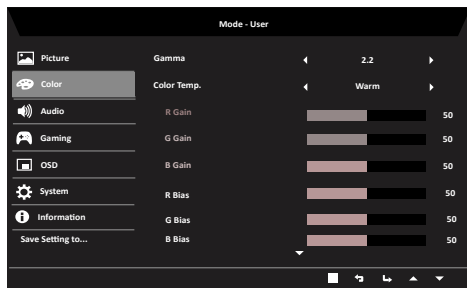 Mode - User
Picture
Gamma 2.2
Color
Color Temp. Warm
Audio
R Gain 50
Gaming
G Gain 50
OSD
B Gain 50
System
R Bias 50
Information
G Bias 50
Save Setting to...
B Bias 50